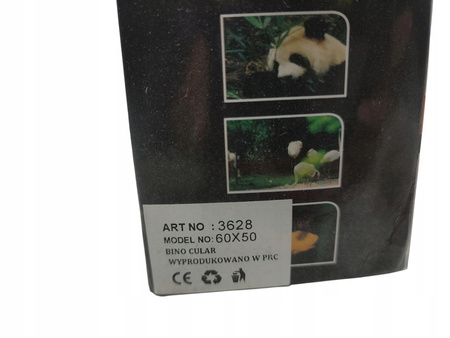 ART NO : 3628
MODEL NO: 60X50
BINO CULAR
WYPRODUKOWANO W PRC
CE